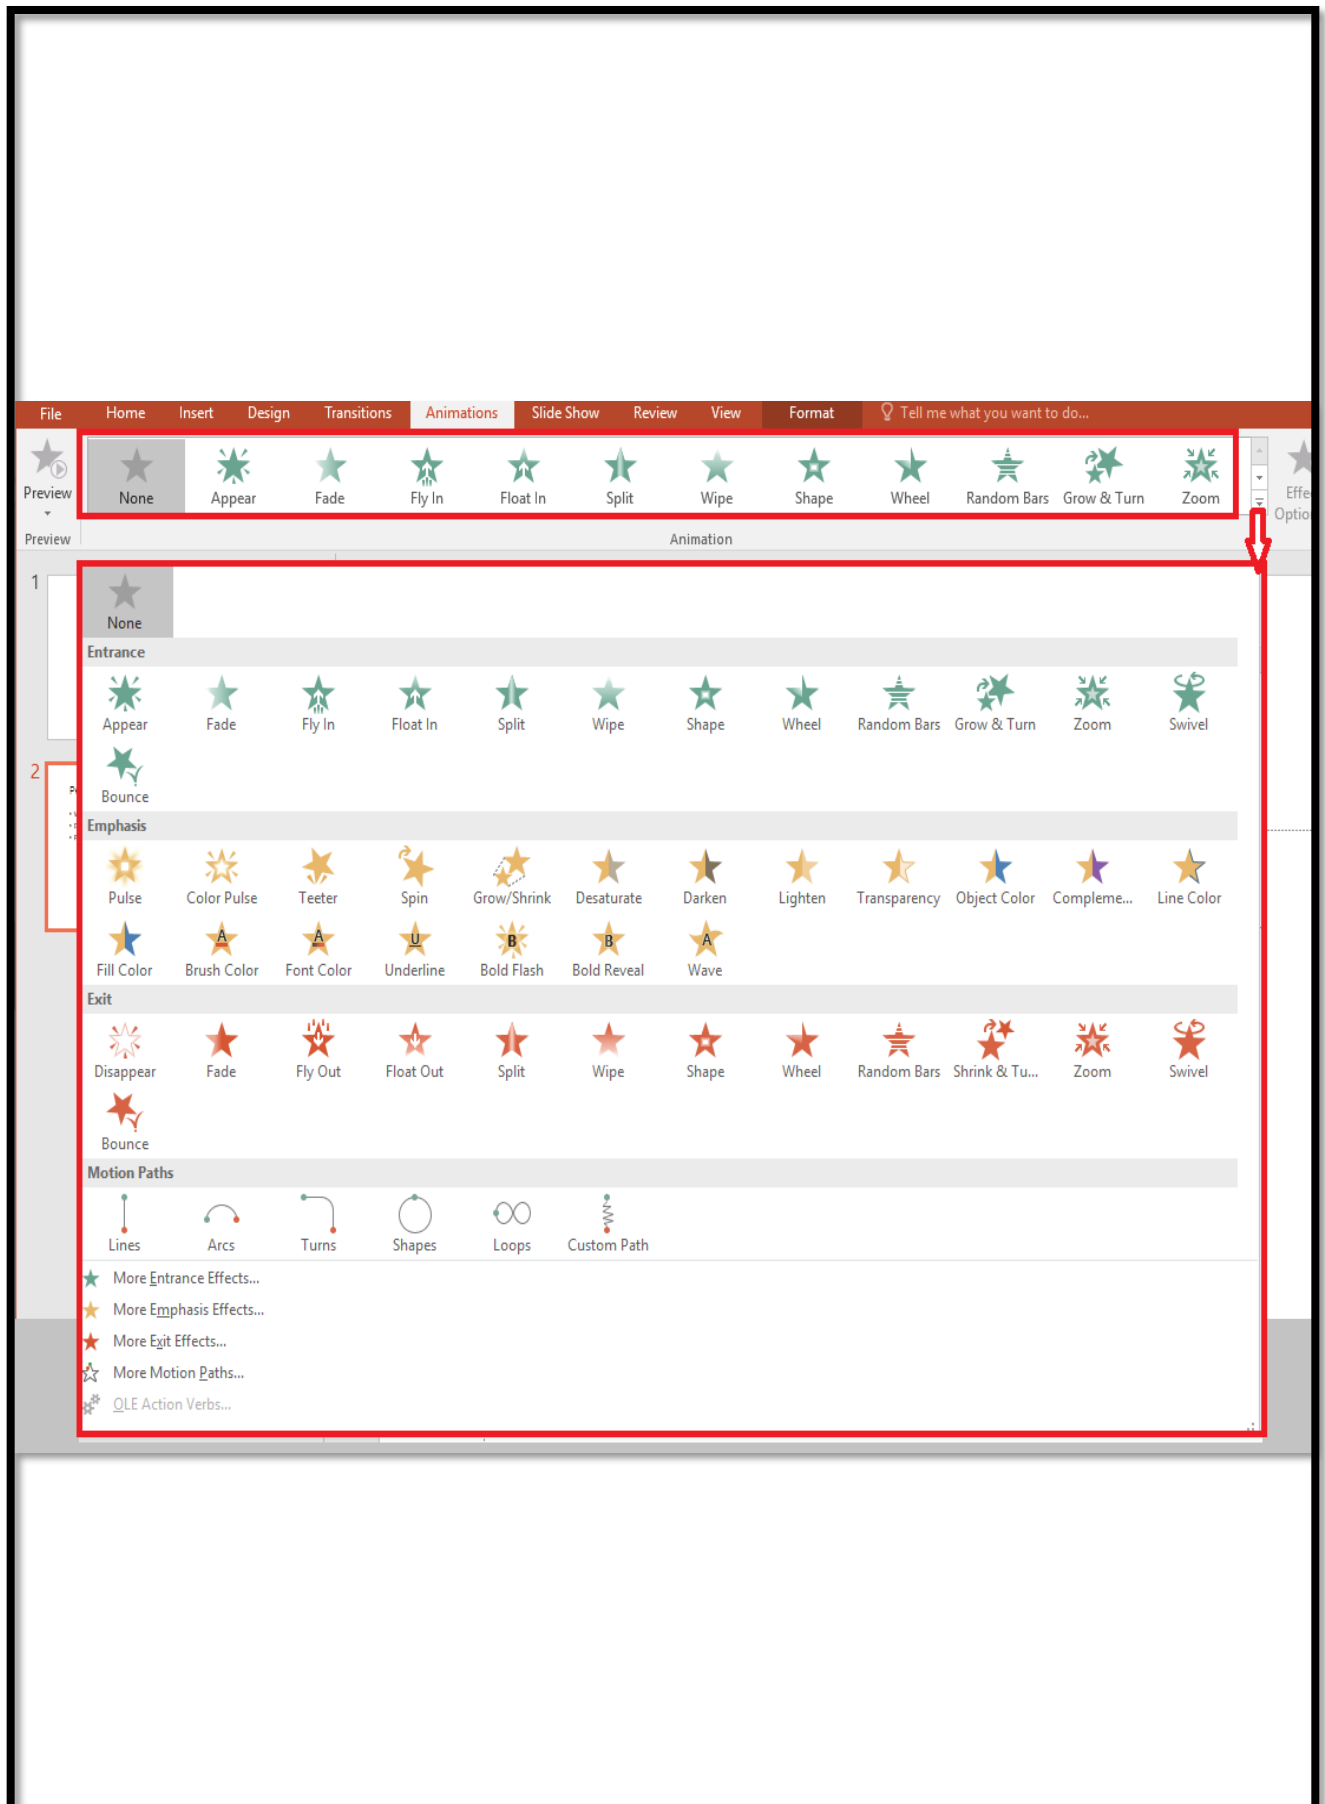 File Home Insert Design Transitions Animations Slide Show Review View Format Tell me what you want to do...
Preview None Appear Fade Fly In Float In Split Wipe Shape Wheel Random Bars Grow & Turn Zoom
Preview Animation
1
None
Entrance
Appear Fade Fly In Float In Split Wipe Shape Wheel Random Bars Grow & Turn Zoom Swivel
2
Bounce
Emphasis
Pulse Color Pulse Teeter Spin Grow/Shrink Desaturate Darken Lighten Transparency Object Color Compleme... Line Color
Fill Color Brush Color Font Color Underline Bold Flash Bold Reveal Wave
Exit
Disappear Fade Fly Out Float Out Split Wipe Shape Wheel Random Bars Shrink & Tu... Zoom Swivel
Bounce
Motion Paths
Lines Arcs Turns Shapes Loops Custom Path
More Entrance Effects...
More Emphasis Effects...
More Exit Effects...
More Motion Paths...
OLE Action Verbs...